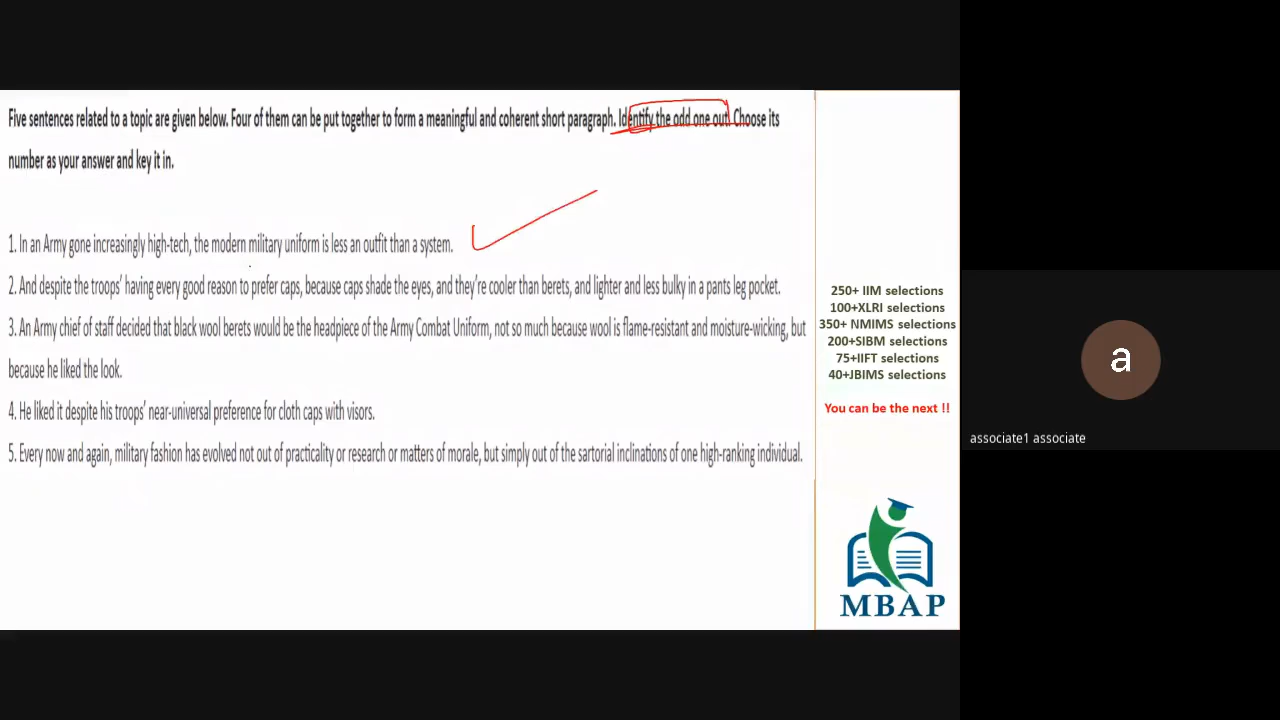 Five sentences related to a topic are given below. Four of them can be put together to form a meaningful and coherent short paragraph. Identify the odd one out. Choose its
number as your answer and key it in.
1. In an Army gone increasingly high-tech, the modern military uniform is less an outfit than a system.
2. And despite the troops' having every good reason to prefer caps, because caps shade the eyes, and they're cooler than berets, and lighter and less bulky in a pants leg pocket.
3. An Army chief of staff decided that black wool berets would be the headpiece of the Army Combat Uniform, not so much because wool is flame-resistant and moisture-wicking, but
because he liked the look.
4. He liked it despite his troops' near-universal preference for cloth caps with visors.
5. Every now and again, military fashion has evolved not out of practicality or research or matters of morale, but simply out of the sartorial inclinations of one high-ranking individual.
250+ IIM selections
100+XLRI selections
350+ NMIMS selections
200+SIBM selections
75+IIFT selections
40+JBIMS selections
You can be the next !!
MBAP
a
associate1 associate